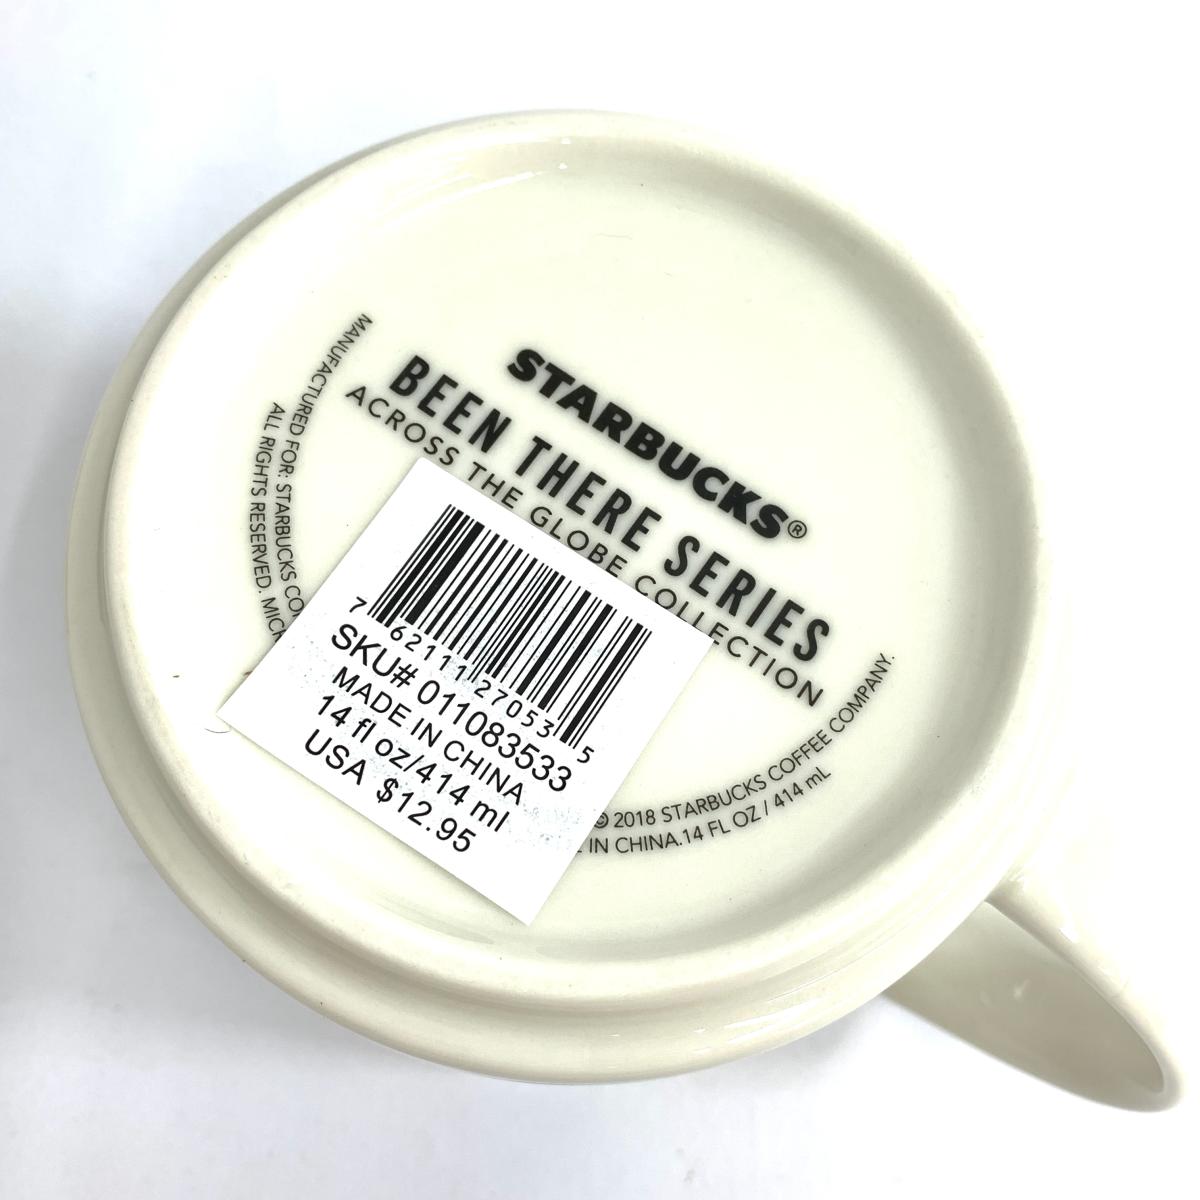 STARBUCKS®
BEEN THERE SERIES
ACROSS THE GLOBE COLLECTION
MANUFACTURED FOR: STARBUCKS
© 2018 STARBUCKS COFFEE COMPANY.
ALL RIGHTS RESERVED.
IN CHINA.14 FL OZ / 414 mL
7 62111 27053 5
SKU# 011083533
MADE IN CHINA
14 fl oz/414 ml
USA $12.95